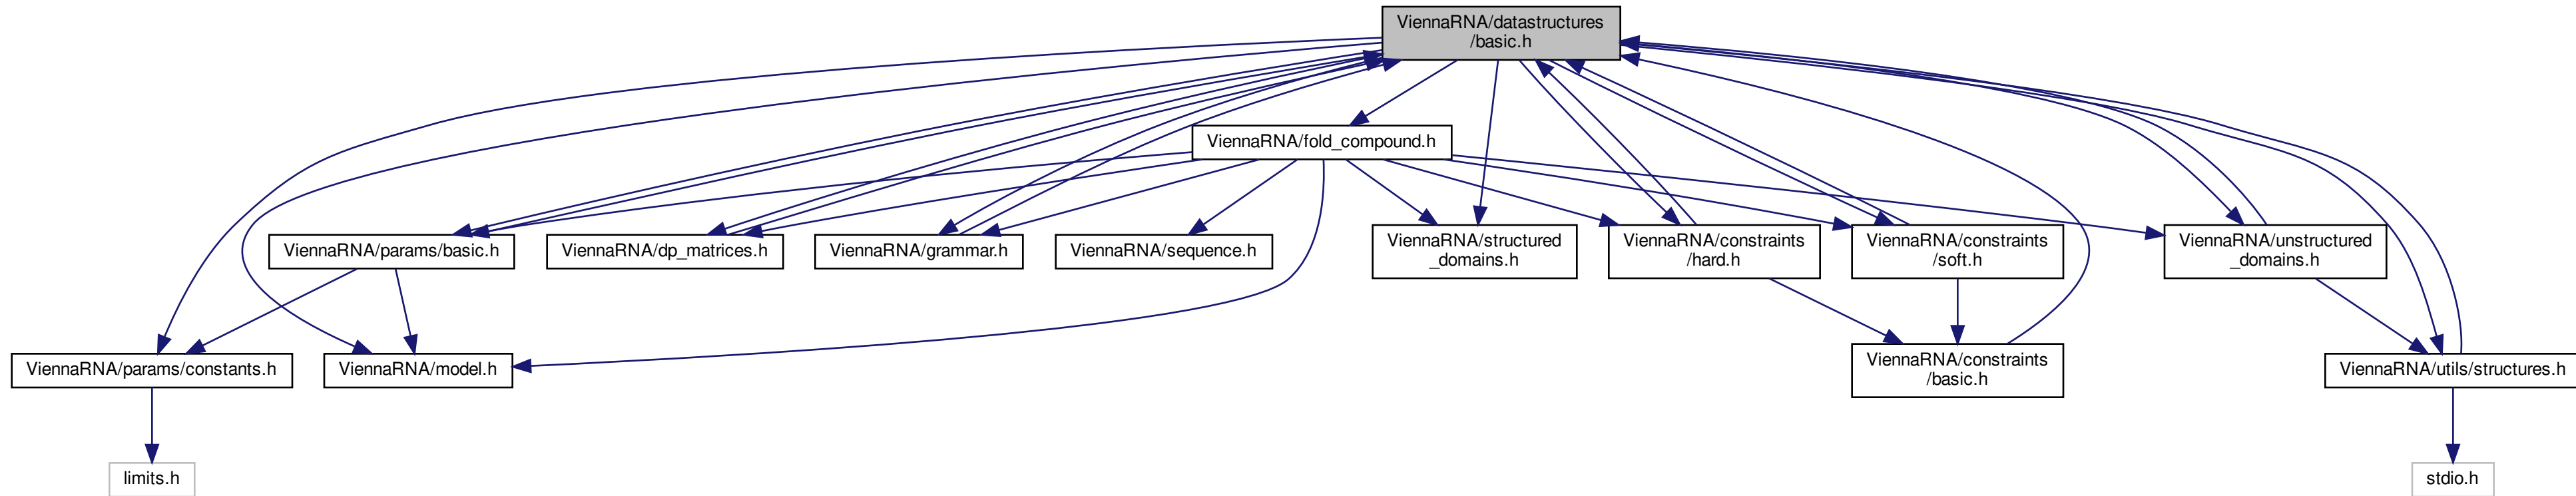 ViennaRNA/datastructures
/basic.h
ViennaRNA/fold_compound.h
ViennaRNA/params/basic.h
ViennaRNA/dp_matrices.h
ViennaRNA/grammar.h
ViennaRNA/sequence.h
ViennaRNA/structured
_domains.h
ViennaRNA/constraints
/hard.h
ViennaRNA/constraints
/soft.h
ViennaRNA/unstructured
_domains.h
ViennaRNA/params/constants.h
ViennaRNA/model.h
ViennaRNA/constraints
/basic.h
ViennaRNA/utils/structures.h
limits.h
stdio.h